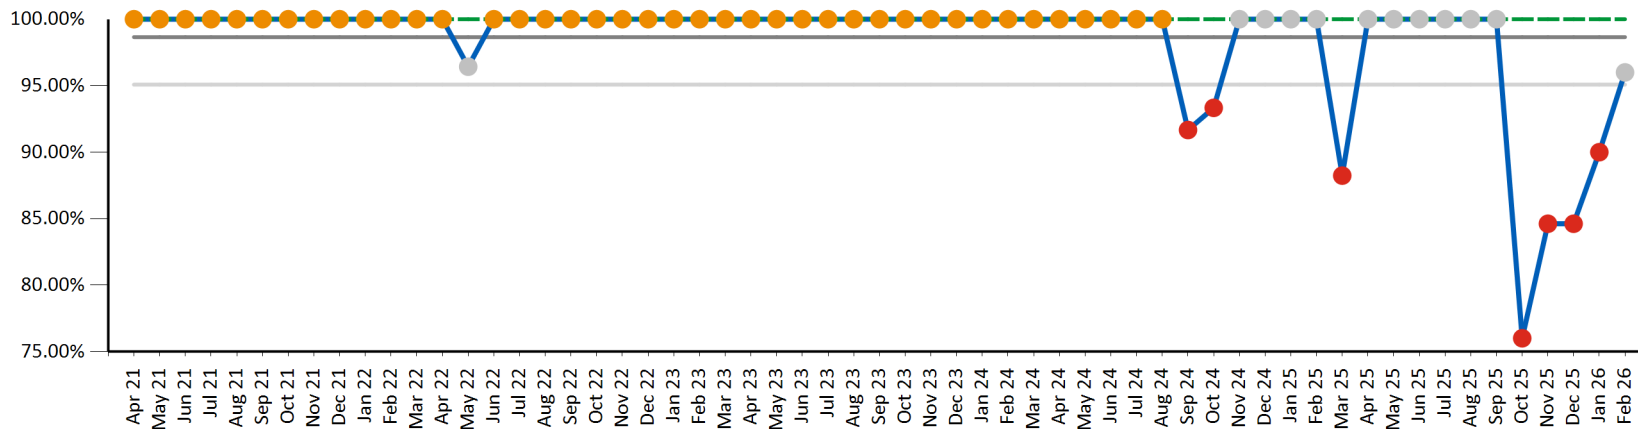 100.00%
95.00%
90.00%
85.00%
80.00%
75.00%
Apr 21
May 21
Jun 21
Jul 21
Aug 21
Sep 21
Oct 21
Nov 21
Dec 21
Jan 22
Feb 22
Mar 22
Apr 22
May 22
Jun 22
Jul 22
Aug 22
Sep 22
Oct 22
Nov 22
Dec 22
Jan 23
Feb 23
Mar 23
Apr 23
May 23
Jun 23
Jul 23
Aug 23
Sep 23
Oct 23
Nov 23
Dec 23
Jan 24
Feb 24
Mar 24
Apr 24
May 24
Jun 24
Jul 24
Aug 24
Sep 24
Oct 24
Nov 24
Dec 24
Jan 25
Feb 25
Mar 25
Apr 25
May 25
Jun 25
Jul 25
Aug 25
Sep 25
Oct 25
Nov 25
Dec 25
Jan 26
Feb 26